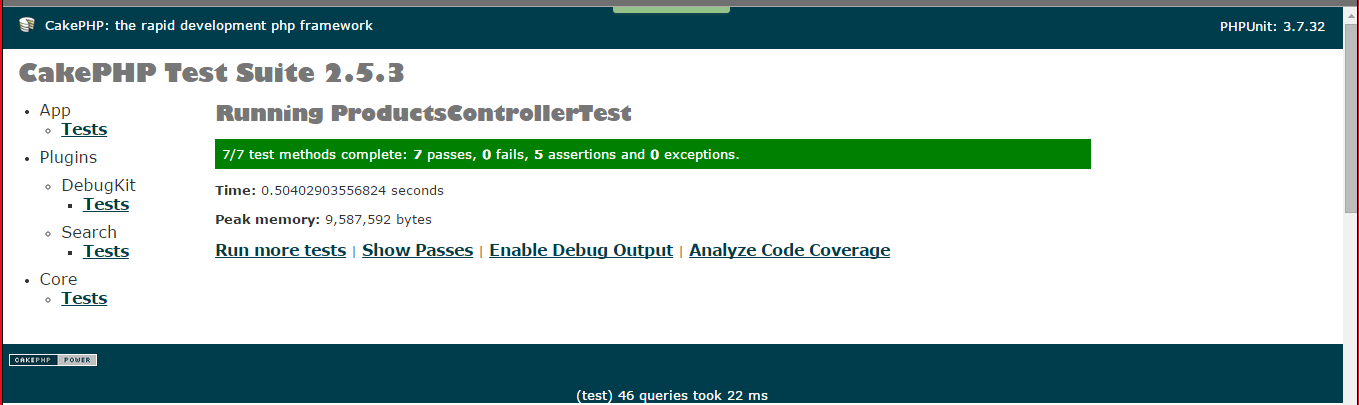 CakePHP: the rapid development php framework
PHPUnit: 3.7.32
CakePHP Test Suite 2.5.3
App
Tests
Plugins
DebugKit
Tests
Search
Tests
Core
Tests
Running ProductsControllerTest
7/7 test methods complete: 7 passes, 0 fails, 5 assertions and 0 exceptions.
Time: 0.50402903556824 seconds
Peak memory: 9,587,592 bytes
Run more tests | Show Passes | Enable Debug Output | Analyze Code Coverage
CAKEPHP POWER
(test) 46 queries took 22 ms